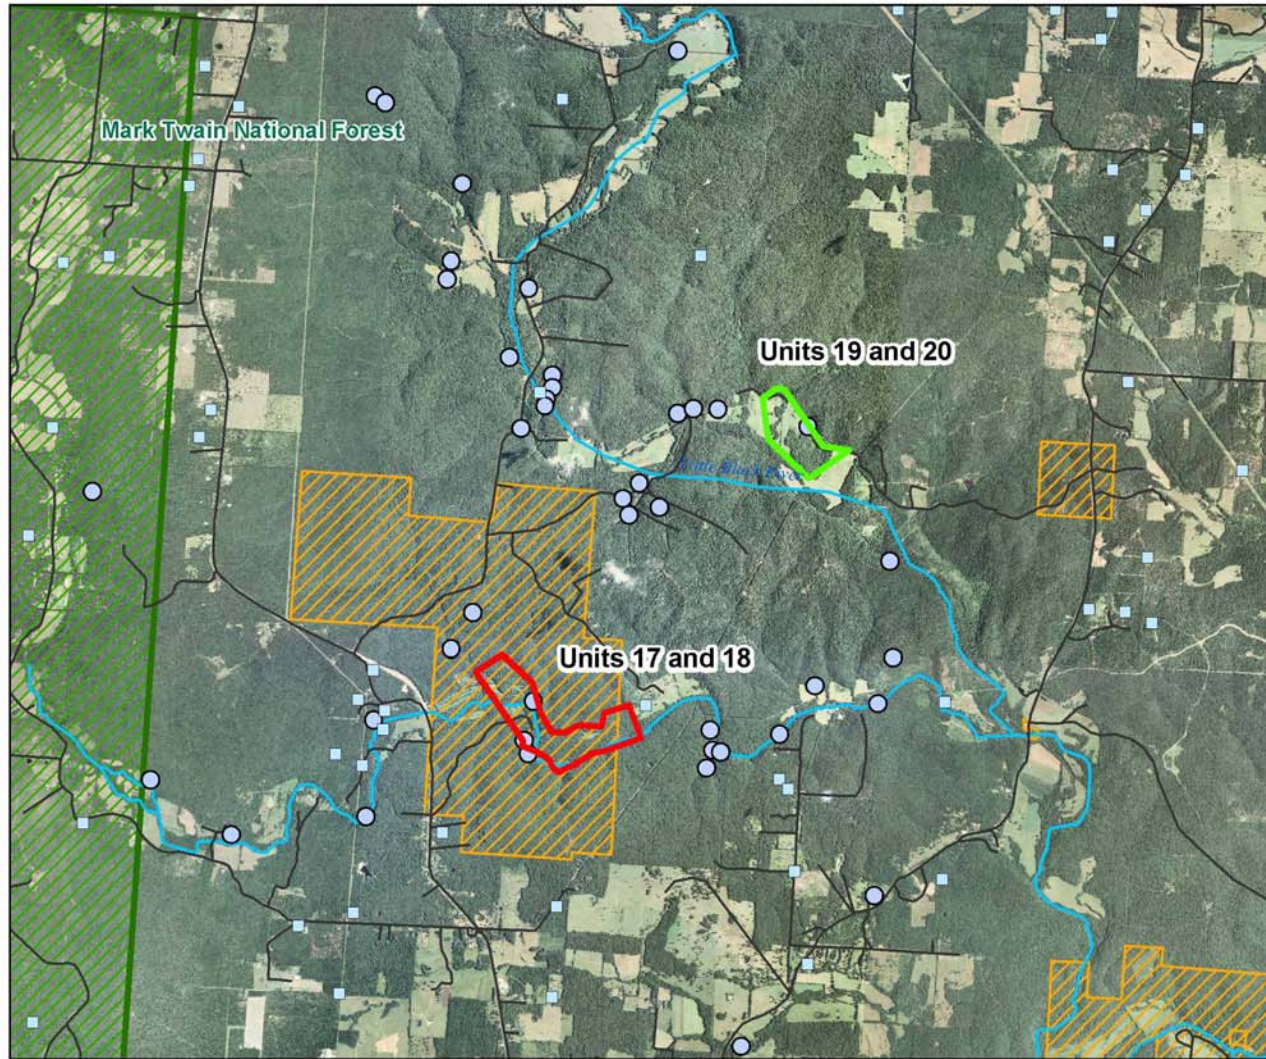 Mark Twain National Forest
Units 19 and 20
Little Black River
Units 17 and 18